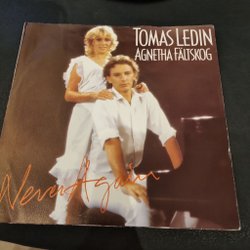 TOMAS LEDIN
AGNETHA FÄLTSKOG
Never Again